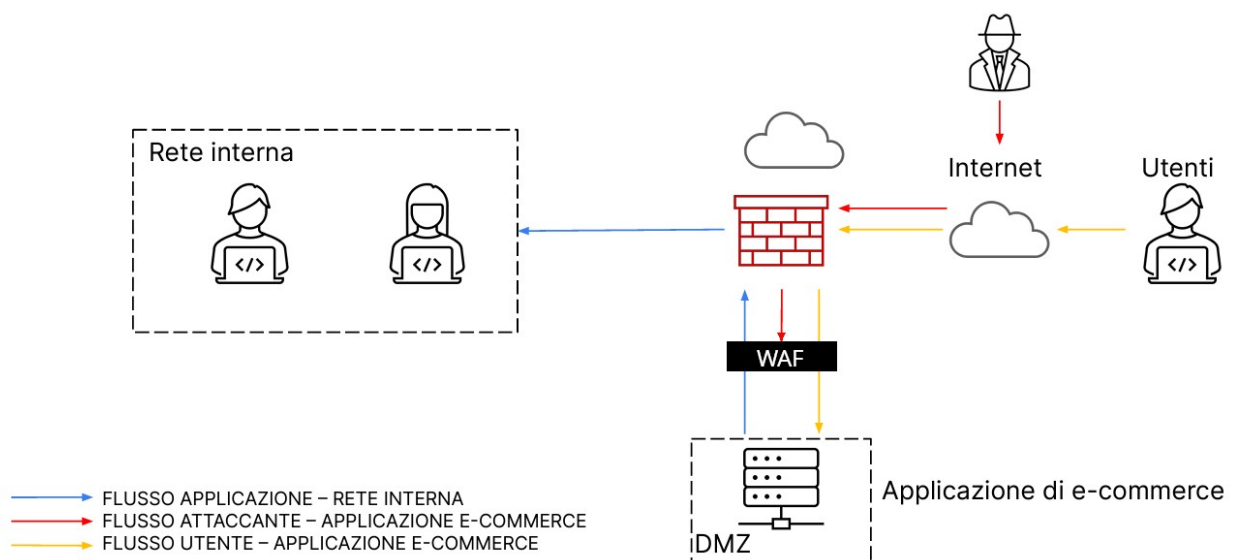 Rete interna
Internet
Utenti
</>
</>
</>
WAF
Applicazione di e-commerce
DMZ
FLUSSO APPLICAZIONE – RETE INTERNA
FLUSSO ATTACCANTE – APPLICAZIONE E-COMMERCE
FLUSSO UTENTE – APPLICAZIONE E-COMMERCE